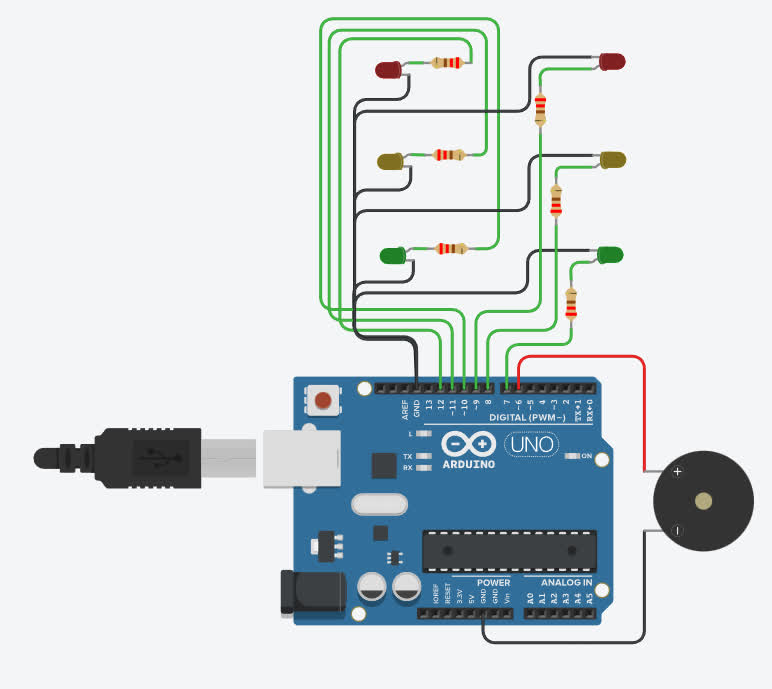 AREF
GND
13
12
~11
~10
~9
8
7
~6
~5
4
~3
2
TX→1
RX←0
DIGITAL (PWM~)
L
TX
RX
ARDUINO
UNO
ON
+
-
POWER
ANALOG IN
IOREF
RESET
3.3V
5V
GND
GND
Vin
A0
A1
A2
A3
A4
A5